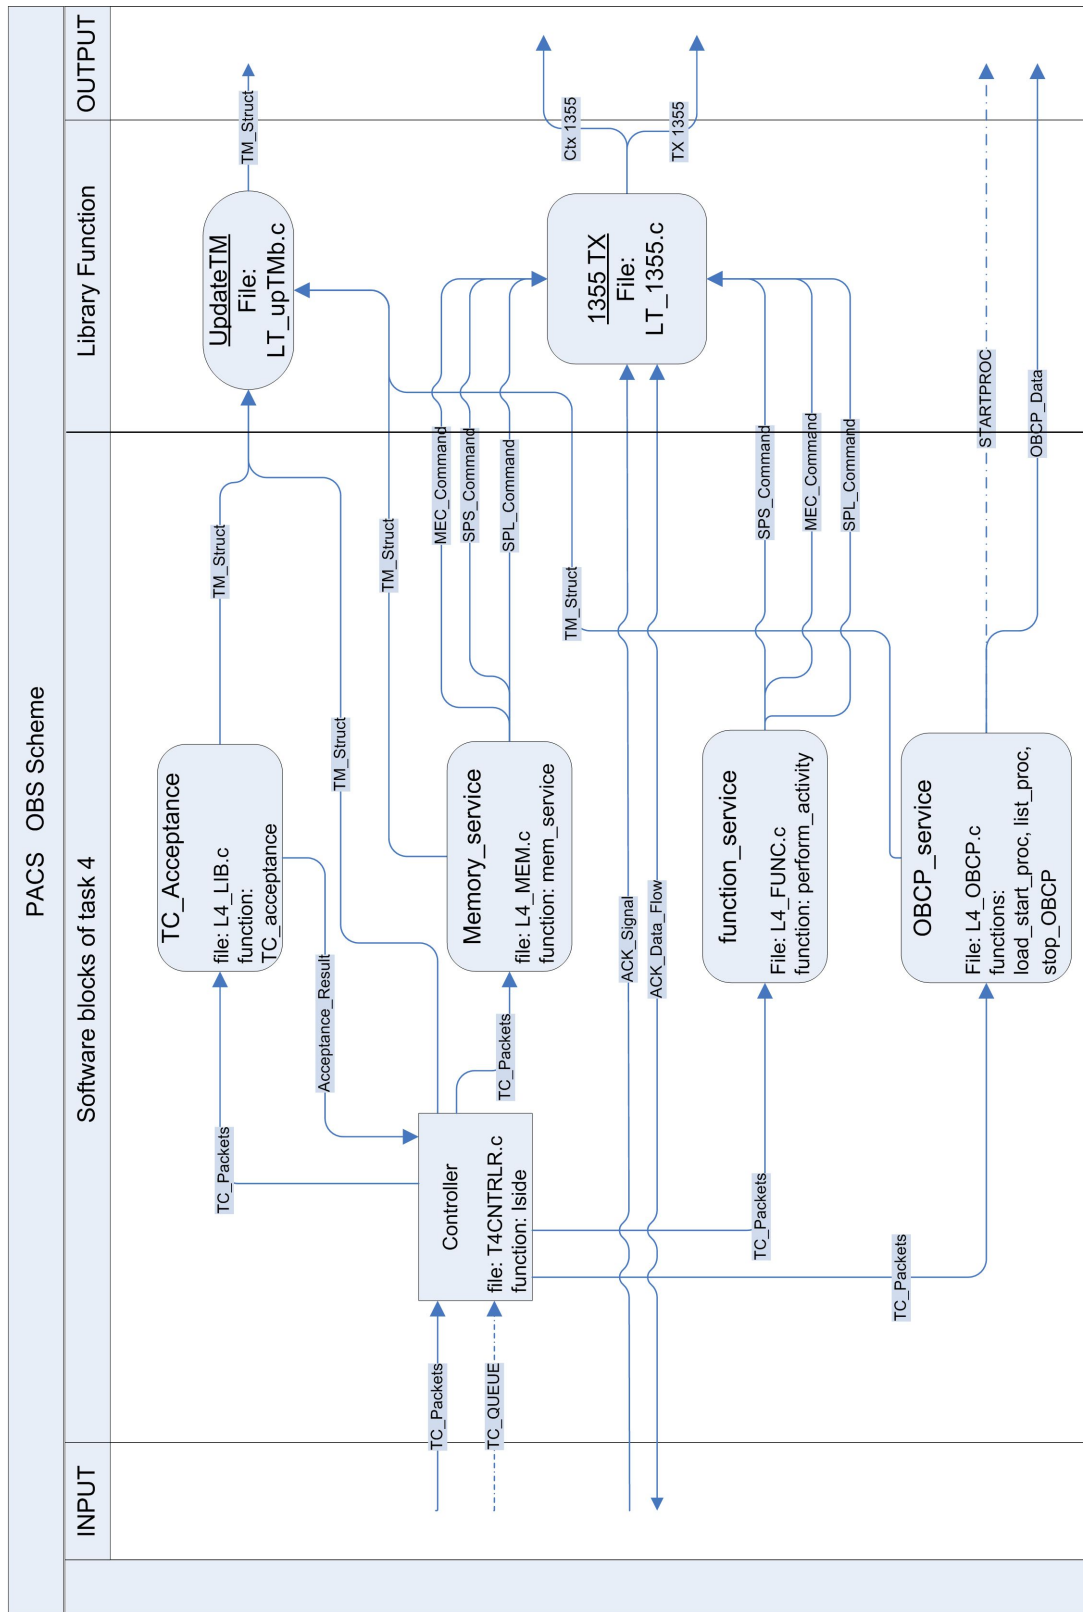 PACS   OBS Scheme
INPUT
Software blocks of task 4
Library Function
OUTPUT
TC_Packets
TC_QUEUE
Controller
file: T4CNTRLR.c
function: Iside
TC_Packets
Acceptance_Result
TC_Packets
TC_Packets
TC_Packets
TC_Acceptance
file: L4_LIB.c
function:
TC_acceptance
TM_Struct
TM_Struct
Memory_service
file: L4_MEM.c
function: mem_service
TM_Struct
MEC_Command
SPS_Command
SPL_Command
ACK_Signal
ACK_Data_Flow
function_service
File: L4_FUNC.c
function: perform_activity
SPS_Command
MEC_Command
SPL_Command
OBCP_service
File: L4_OBCP.c
functions:
load_start_proc, list_proc,
stop_OBCP
TM_Struct
STARTPROC
OBCP_Data
UpdateTM
File:
LT_upTMb.c
TM_Struct
1355 TX
File:
LT_1355.c
Ctx 1355
TX 1355